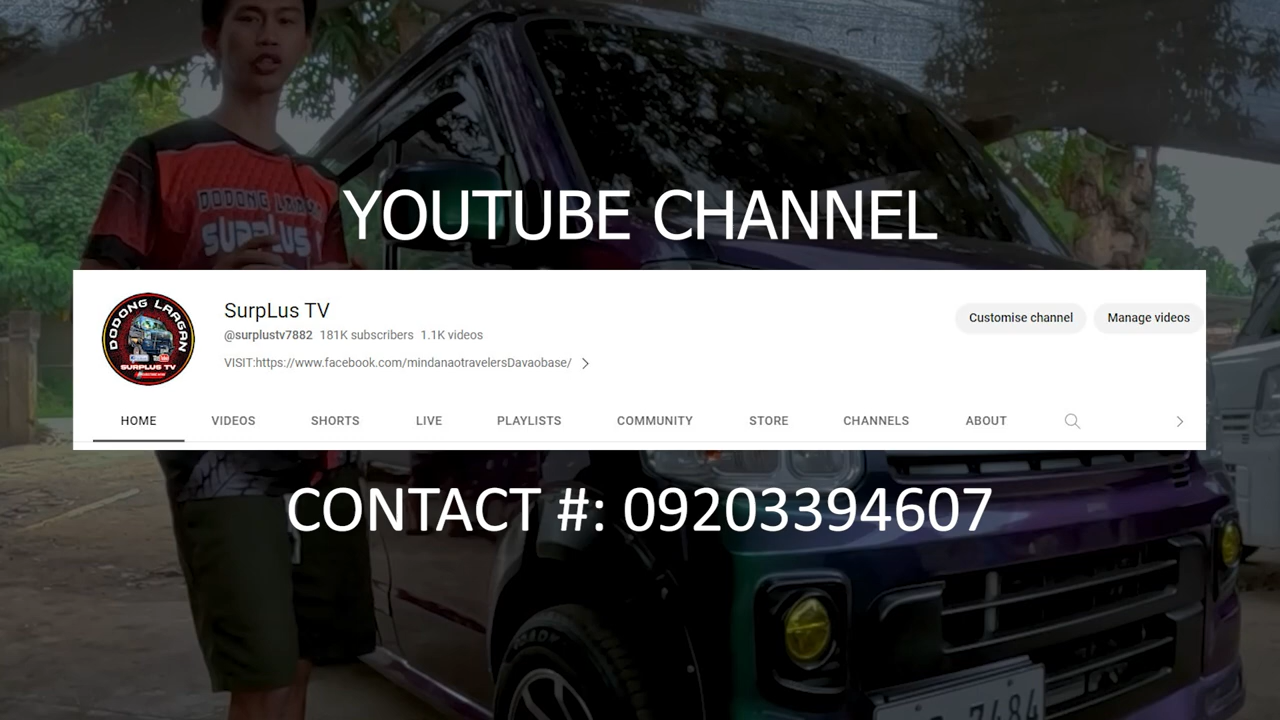 DODONG LAAGAN
SURPLUS
YOUTUBE CHANNEL
DODONG LAAGAN
SURPLUS TV
SurpLus TV
@surplustv7882 181K subscribers 1.1K videos
VISIT:https://www.facebook.com/mindanaotravelersDavaobase/
Customise channel
Manage videos
HOME
VIDEOS
SHORTS
LIVE
PLAYLISTS
COMMUNITY
STORE
CHANNELS
ABOUT
CONTACT #: 09203394607
7484